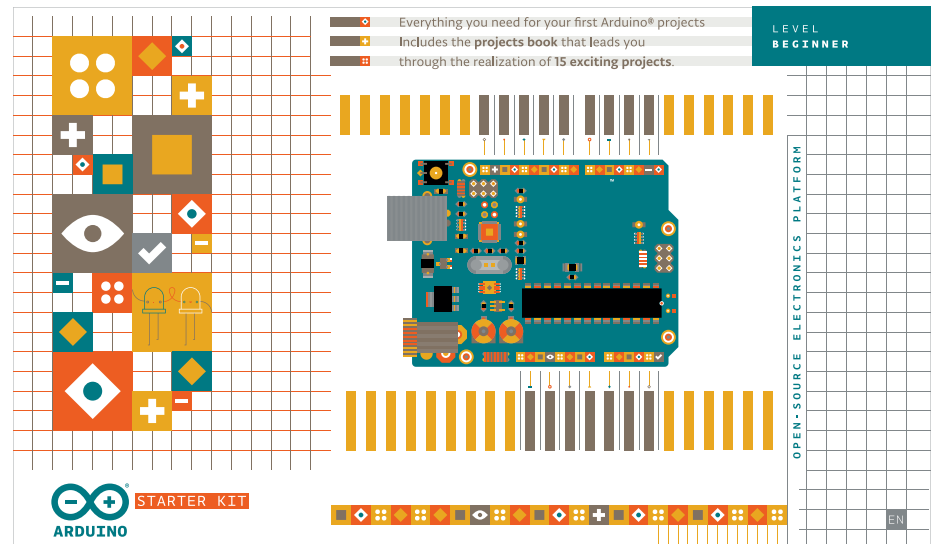 Everything you need for your first Arduino® projects
Includes the projects book that leads you
through the realization of 15 exciting projects.
LEVEL
BEGINNER
OPEN-SOURCE ELECTRONICS PLATFORM
STARTER KIT
ARDUINO
EN